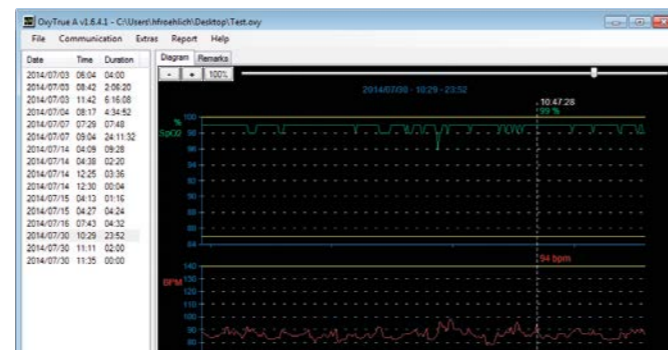 OxyTrue A v1.6.4.1 - C:\Users\hfroehlich\Desktop\Test.oxy
File Communication Extras Report Help
Date Time Duration
2014/07/03 06:04 04:00
2014/07/03 08:42 2:06:20
2014/07/03 11:42 6:16:08
2014/07/04 08:17 4:34:52
2014/07/07 07:29 07:48
2014/07/07 09:04 24:11:32
2014/07/14 04:09 09:28
2014/07/14 04:38 02:20
2014/07/14 12:25 03:36
2014/07/14 12:30 00:04
2014/07/15 04:13 01:16
2014/07/15 04:27 04:24
2014/07/16 07:43 04:32
2014/07/30 10:29 23:52
2014/07/30 11:11 02:00
2014/07/30 11:35 00:00
Diagram Remarks
- + 100%
2014/07/30 - 10:29 - 23:52
10:47:28
99 %
%
SpO2
100
98
96
94
92
90
88
86
84
94 bpm
BPM
140
130
120
110
100
90
80